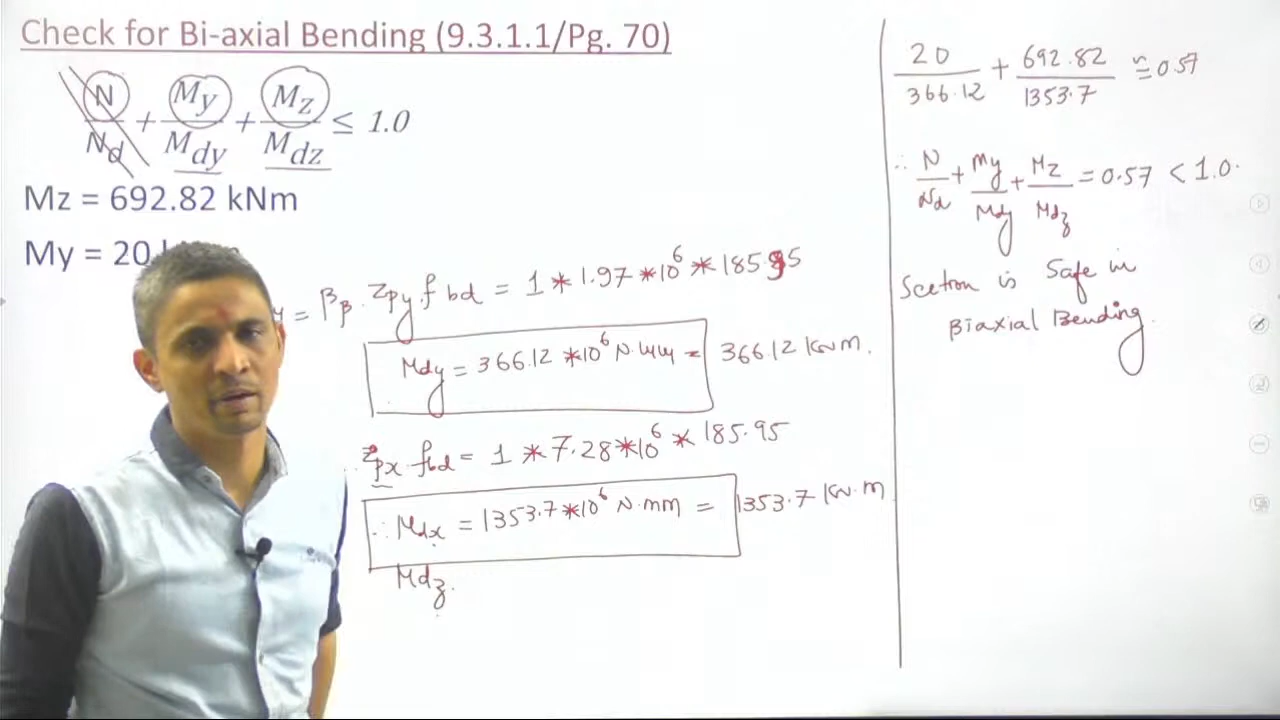 Check for Bi-axial Bending (9.3.1.1/Pg. 70)
N/Nd + My/Mdy + Mz/Mdz ≤ 1.0
Mz = 692.82 kNm
My = 20
= βb . Zpy . fbd = 1 * 1.97 * 10^6 * 185.95
Mdy = 366.12 * 10^6 N.mm = 366.12 kNm.
Zpx . fbd = 1 * 7.28 * 10^6 * 185.95
∴ Mdx = 1353.7 * 10^6 N.mm = 1353.7 kN.m
Mdz.
20/366.12 + 692.82/1353.7 ≃ 0.57
∴ N/Nd + My/Mdy + Mz/Mdz = 0.57 < 1.0.
Section is Safe in
Biaxial Bending.